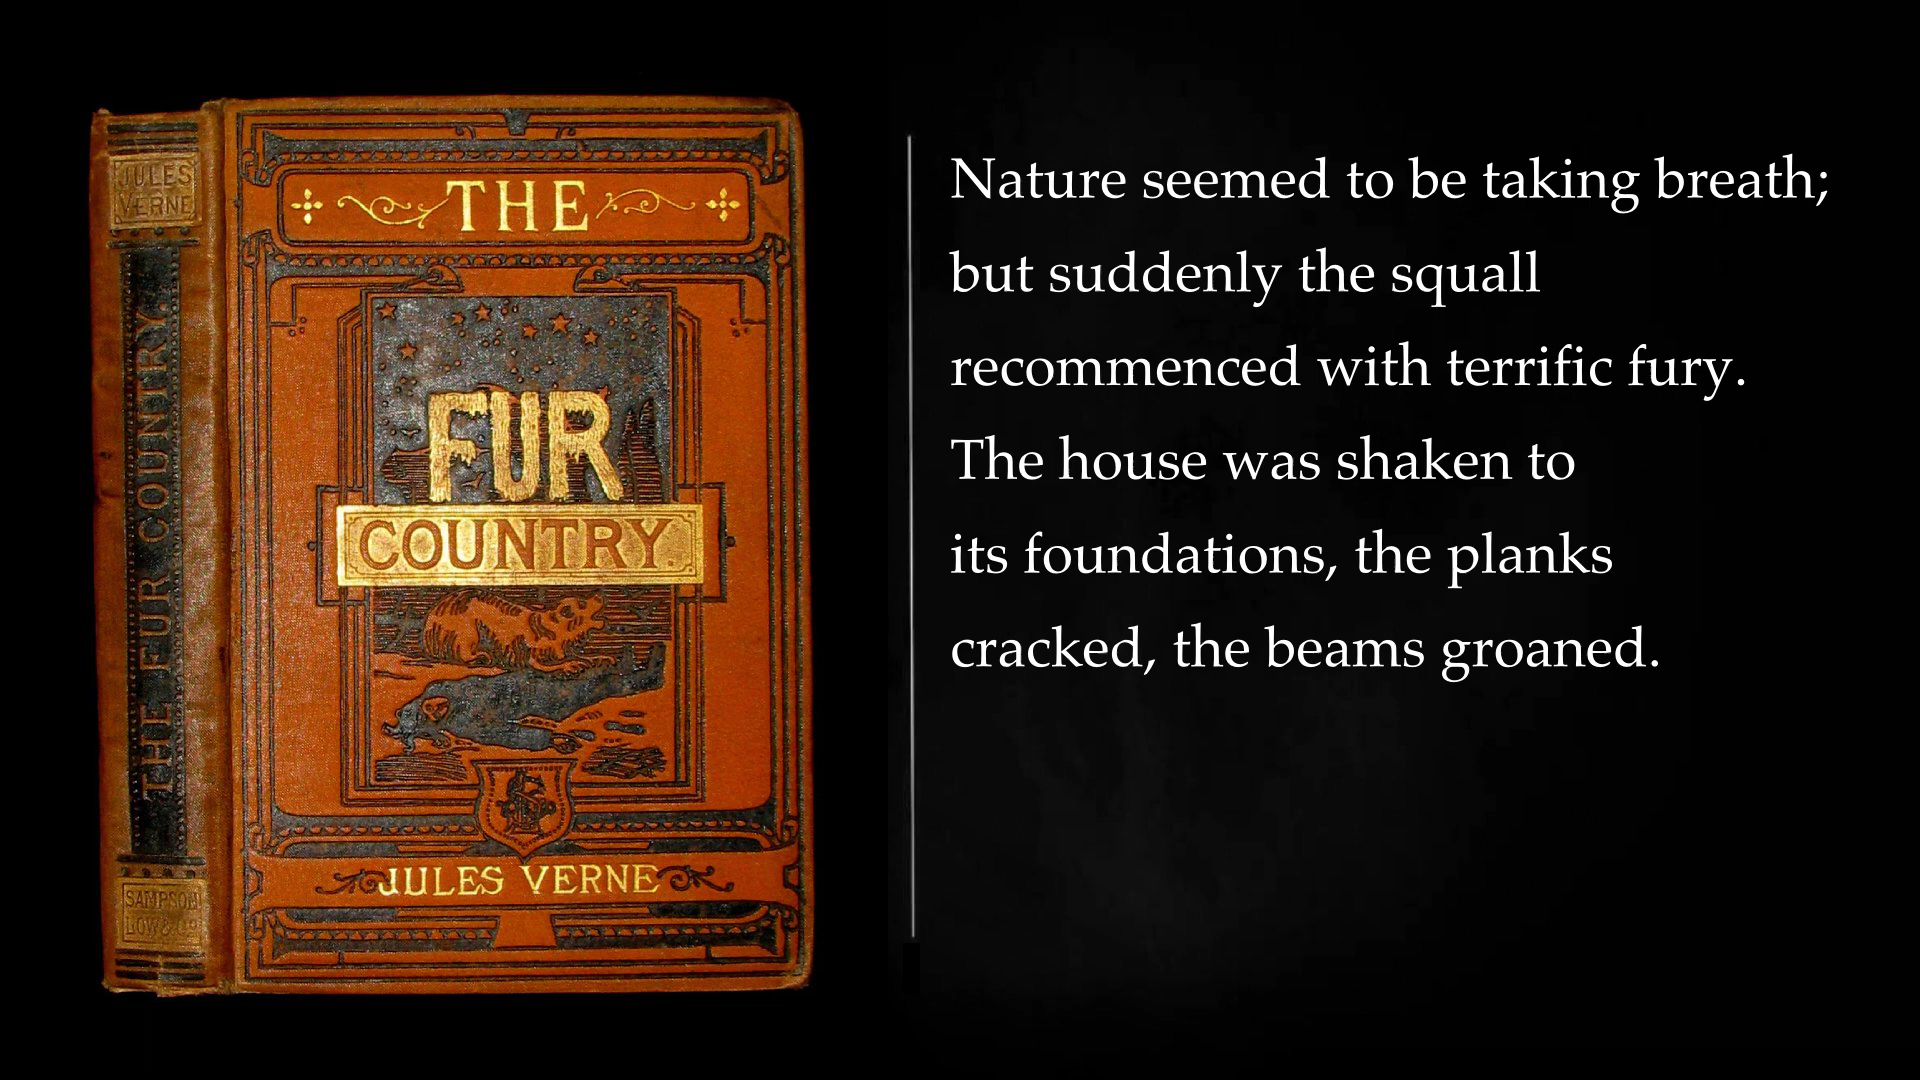 JULES
VERNE
THE FUR COUNTRY.
SAMPSON
LOW & Co
THE
FUR
COUNTRY.
JULES VERNE
Nature seemed to be taking breath;
but suddenly the squall
recommenced with terrific fury.
The house was shaken to
its foundations, the planks
cracked, the beams groaned.